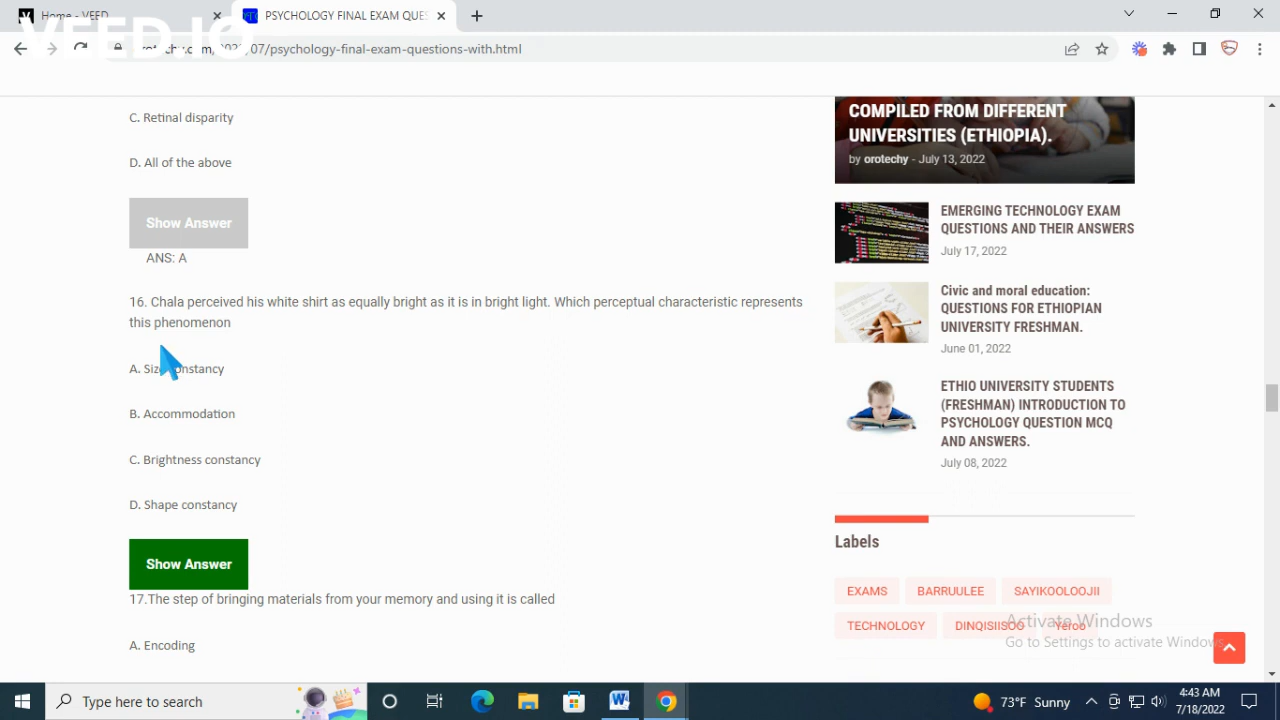 Home - VEED
PSYCHOLOGY FINAL EXAM QUES
VEED.IO
07/psychology-final-exam-questions-with.html
C. Retinal disparity
D. All of the above
Show Answer
ANS: A
16. Chala perceived his white shirt as equally bright as it is in bright light. Which perceptual characteristic represents
this phenomenon
A. Size constancy
B. Accommodation
C. Brightness constancy
D. Shape constancy
Show Answer
17.The step of bringing materials from your memory and using it is called
A. Encoding
COMPILED FROM DIFFERENT
UNIVERSITIES (ETHIOPIA).
by orotechy - July 13, 2022
EMERGING TECHNOLOGY EXAM
QUESTIONS AND THEIR ANSWERS
July 17, 2022
Civic and moral education:
QUESTIONS FOR ETHIOPIAN
UNIVERSITY FRESHMAN.
June 01, 2022
ETHIO UNIVERSITY STUDENTS
(FRESHMAN) INTRODUCTION TO
PSYCHOLOGY QUESTION MCQ
AND ANSWERS.
July 08, 2022
Labels
EXAMS BARRUULEE SAYIKOOLOOJII
TECHNOLOGY DINQISIISOO Yeroo
Activate Windows
Go to Settings to activate Windows.
Type here to search
73°F Sunny
4:43 AM
7/18/2022